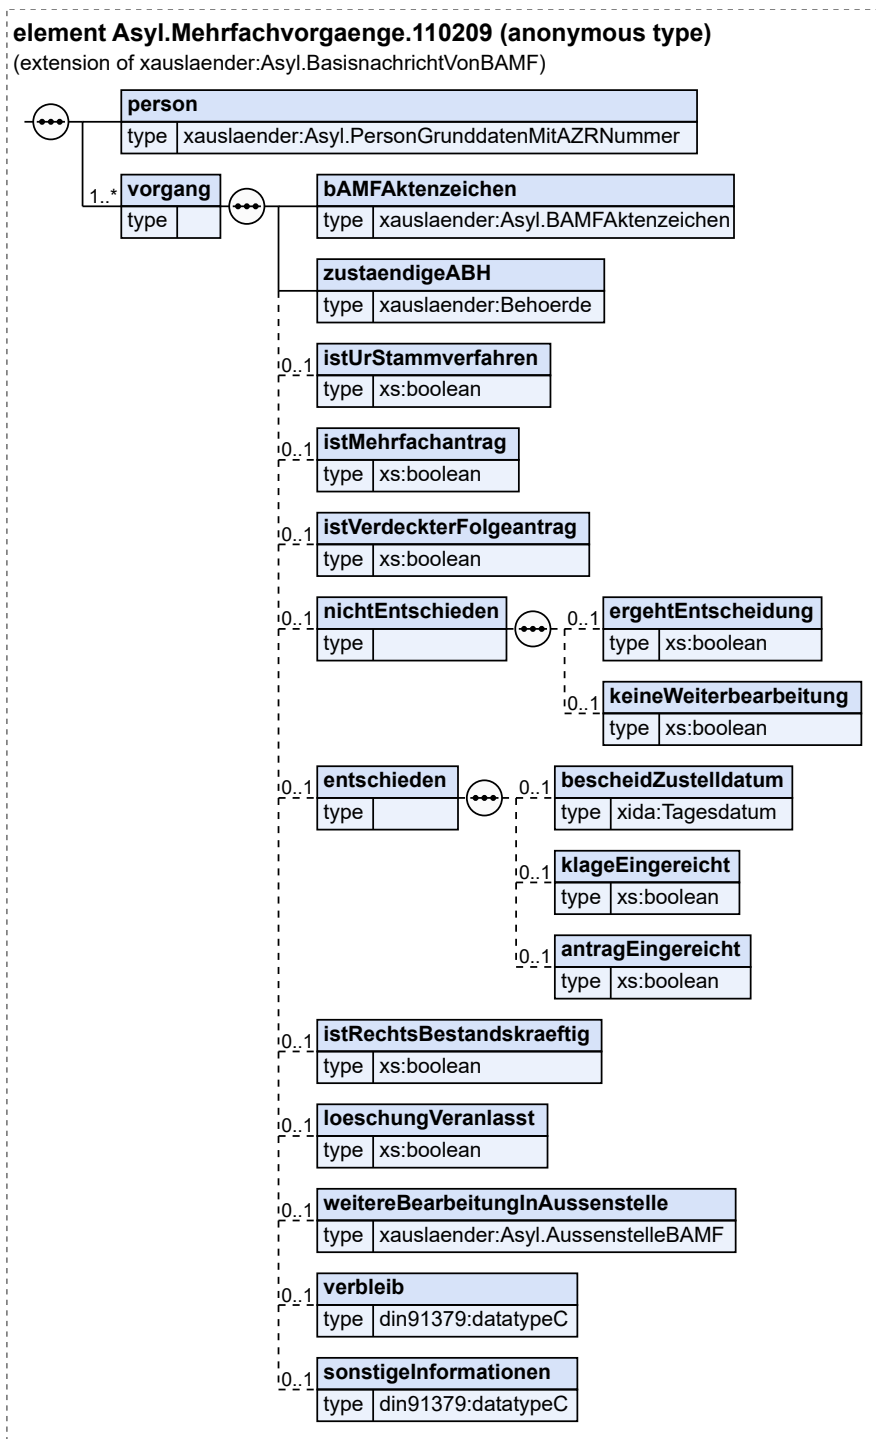 element Asyl.Mehrfachvorgaenge.110209 (anonymous type)
(extension of xauslaender:Asyl.BasisnachrichtVonBAMF)
person
type xauslaender:Asyl.PersonGrunddatenMitAZRNummer
1..* vorgang
type
bAMFAktenzeichen
type xauslaender:Asyl.BAMFAktenzeichen
zustaendigeABH
type xauslaender:Behoerde
0..1 istUrStammverfahren
type xs:boolean
0..1 istMehrfachantrag
type xs:boolean
0..1 istVerdeckterFolgeantrag
type xs:boolean
0..1 nichtEntschieden
type
0..1 ergehtEntscheidung
type xs:boolean
0..1 keineWeiterbearbeitung
type xs:boolean
0..1 entschieden
type
0..1 bescheidZustelldatum
type xida:Tagesdatum
0..1 klageEingereicht
type xs:boolean
0..1 antragEingereicht
type xs:boolean
0..1 istRechtsBestandskraeftig
type xs:boolean
0..1 loeschungVeranlasst
type xs:boolean
0..1 weitereBearbeitungInAussenstelle
type xauslaender:Asyl.AussenstelleBAMF
0..1 verbleib
type din91379:datatypeC
0..1 sonstigeInformationen
type din91379:datatypeC